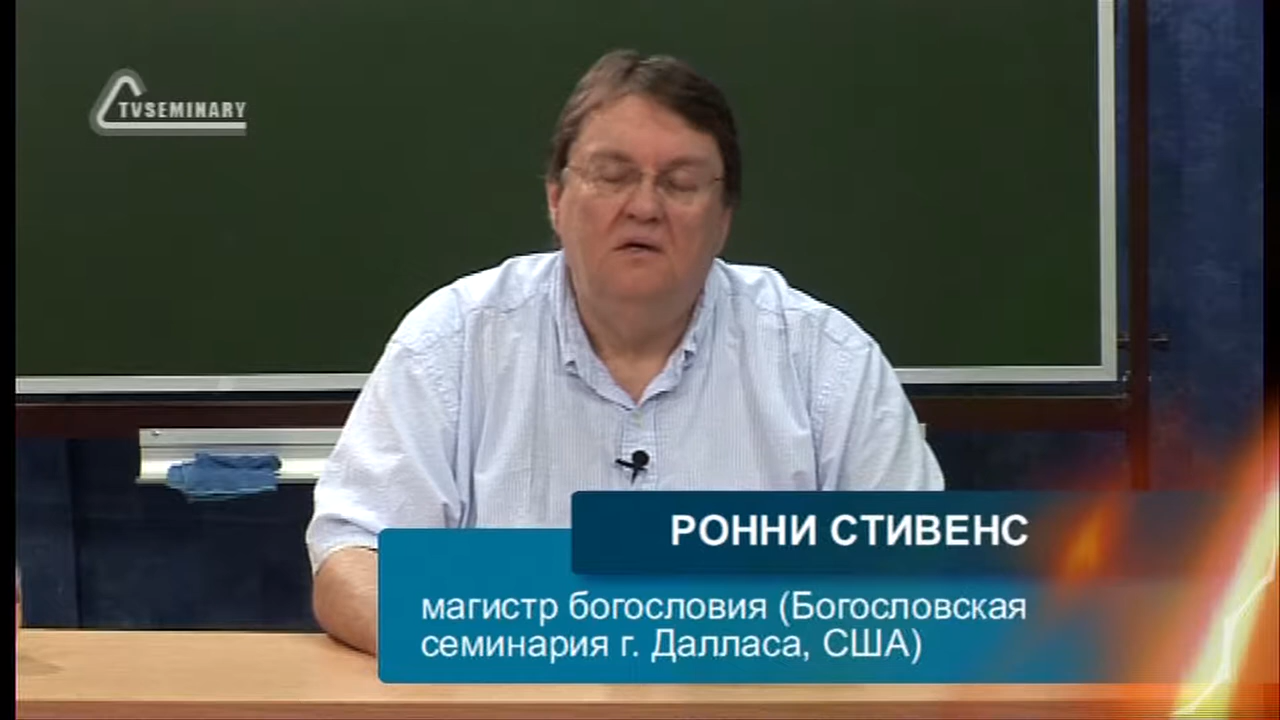 TVSEMINARY
РОННИ СТИВЕНС
магистр богословия (Богословская
семинария г. Далласа, США)